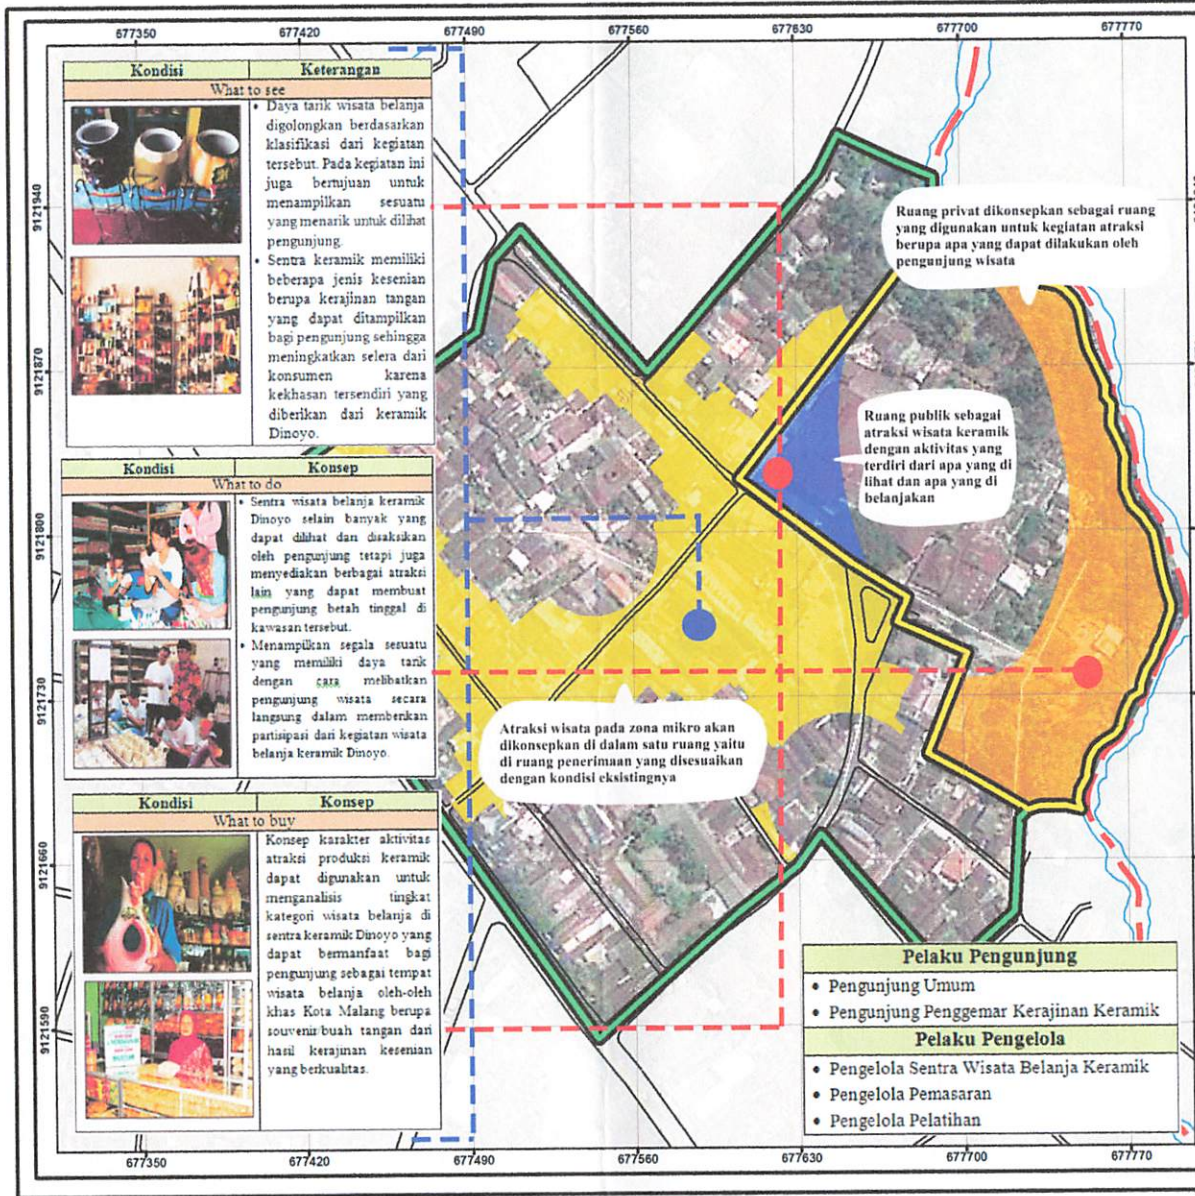 677350 677420 677490 677560 677630 677700 677770
9121940
9121870
9121800
9121730
9121660
9121590
Kondisi Keterangan
What to see
• Daya tarik wisata belanja
digolongkan berdasarkan
klasifikasi dari kegiatan
tersebut. Pada kegiatan ini
juga bertujuan untuk
menampilkan sesuatu
yang menarik untuk dilihat
pengunjung.
• Sentra keramik memiliki
beberapa jenis kesenian
berupa kerajinan tangan
yang dapat ditampilkan
bagi pengunjung sehingga
meningkatkan selera dari
konsumen karena
kekhasan tersendiri yang
diberikan dari keramik
Dinoyo.
Kondisi Konsep
What to do
• Sentra wisata belanja keramik
Dinoyo selain banyak yang
dapat dilihat dan disaksikan
oleh pengunjung tetapi juga
menyediakan berbagai atraksi
lain yang dapat membuat
pengunjung betah tinggal di
kawasan tersebut.
• Menampilkan segala sesuatu
yang memiliki daya tarik
dengan cara melibatkan
pengunjung wisata secara
langsung dalam memberikan
partisipasi dari kegiatan wisata
belanja keramik Dinoyo.
Kondisi Konsep
What to buy
Konsep karakter aktivitas
atraksi produksi keramik
dapat digunakan untuk
menganalisis tingkat
kategori wisata belanja di
sentra keramik Dinoyo yang
dapat bermanfaat bagi
pengunjung sebagai tempat
wisata belanja oleh-oleh
khas Kota Malang berupa
souvenir/buah tangan dari
hasil kerajinan kesenian
yang berkualitas.
Ruang privat dikonsepkan sebagai ruang
yang digunakan untuk kegiatan atraksi
berupa apa yang dapat dilakukan oleh
pengunjung wisata
Ruang publik sebagai
atraksi wisata keramik
dengan aktivitas yang
terdiri dari apa yang di
lihat dan apa yang di
belanjakan
Atraksi wisata pada zona mikro akan
dikonsepkan di dalam satu ruang yaitu
di ruang penerimaan yang disesuaikan
dengan kondisi eksistingnya
Pelaku Pengunjung
• Pengunjung Umum
• Pengunjung Penggemar Kerajinan Keramik
Pelaku Pengelola
• Pengelola Sentra Wisata Belanja Keramik
• Pengelola Pemasaran
• Pengelola Pelatihan
677350 677420 677490 677560 677630 677700 677770